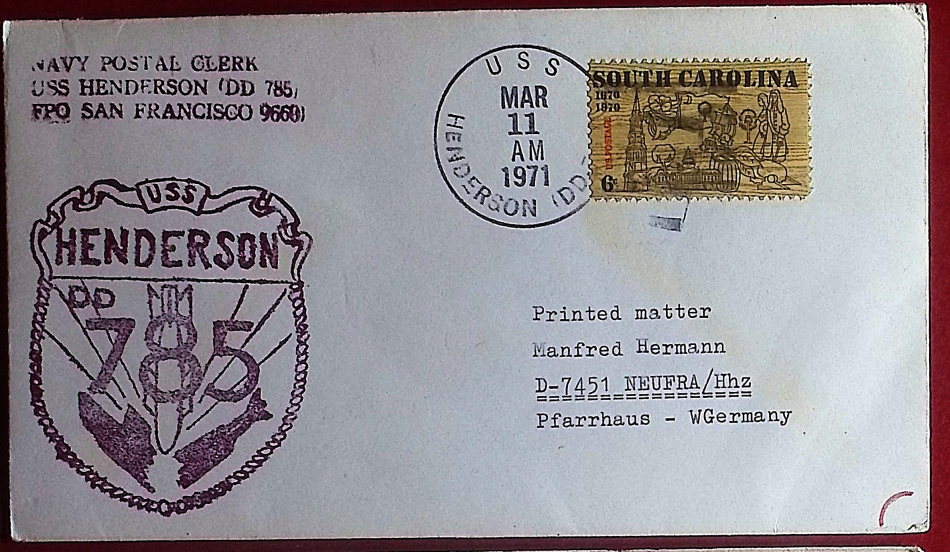 NAVY POSTAL CLERK
USS HENDERSON (DD 785)
FPO SAN FRANCISCO 96601
USS
HENDERSON
DD
785
USS HENDERSON (DD-
MAR
11
AM
1971
SOUTH CAROLINA
1670
1970
U.S. POSTAGE
6c
Printed matter
Manfred Hermann
D-7451 NEUFRA/Hhz
Pfarrhaus - WGermany